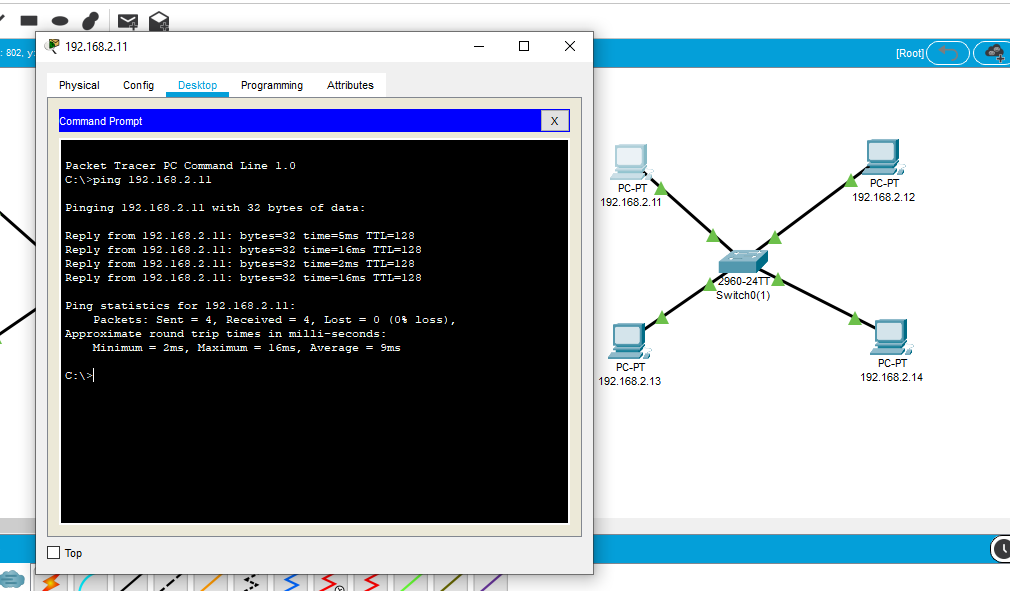 192.168.2.11
: 802, y:
[Root]
Physical Config Desktop Programming Attributes
Command Prompt
X
Packet Tracer PC Command Line 1.0
C:\>ping 192.168.2.11
Pinging 192.168.2.11 with 32 bytes of data:
Reply from 192.168.2.11: bytes=32 time=5ms TTL=128
Reply from 192.168.2.11: bytes=32 time=16ms TTL=128
Reply from 192.168.2.11: bytes=32 time=2ms TTL=128
Reply from 192.168.2.11: bytes=32 time=16ms TTL=128
Ping statistics for 192.168.2.11:
Packets: Sent = 4, Received = 4, Lost = 0 (0% loss),
Approximate round trip times in milli-seconds:
Minimum = 2ms, Maximum = 16ms, Average = 9ms
C:\>
Top
PC-PT
192.168.2.11
PC-PT
192.168.2.12
2960-24TT
Switch0(1)
PC-PT
192.168.2.13
PC-PT
192.168.2.14